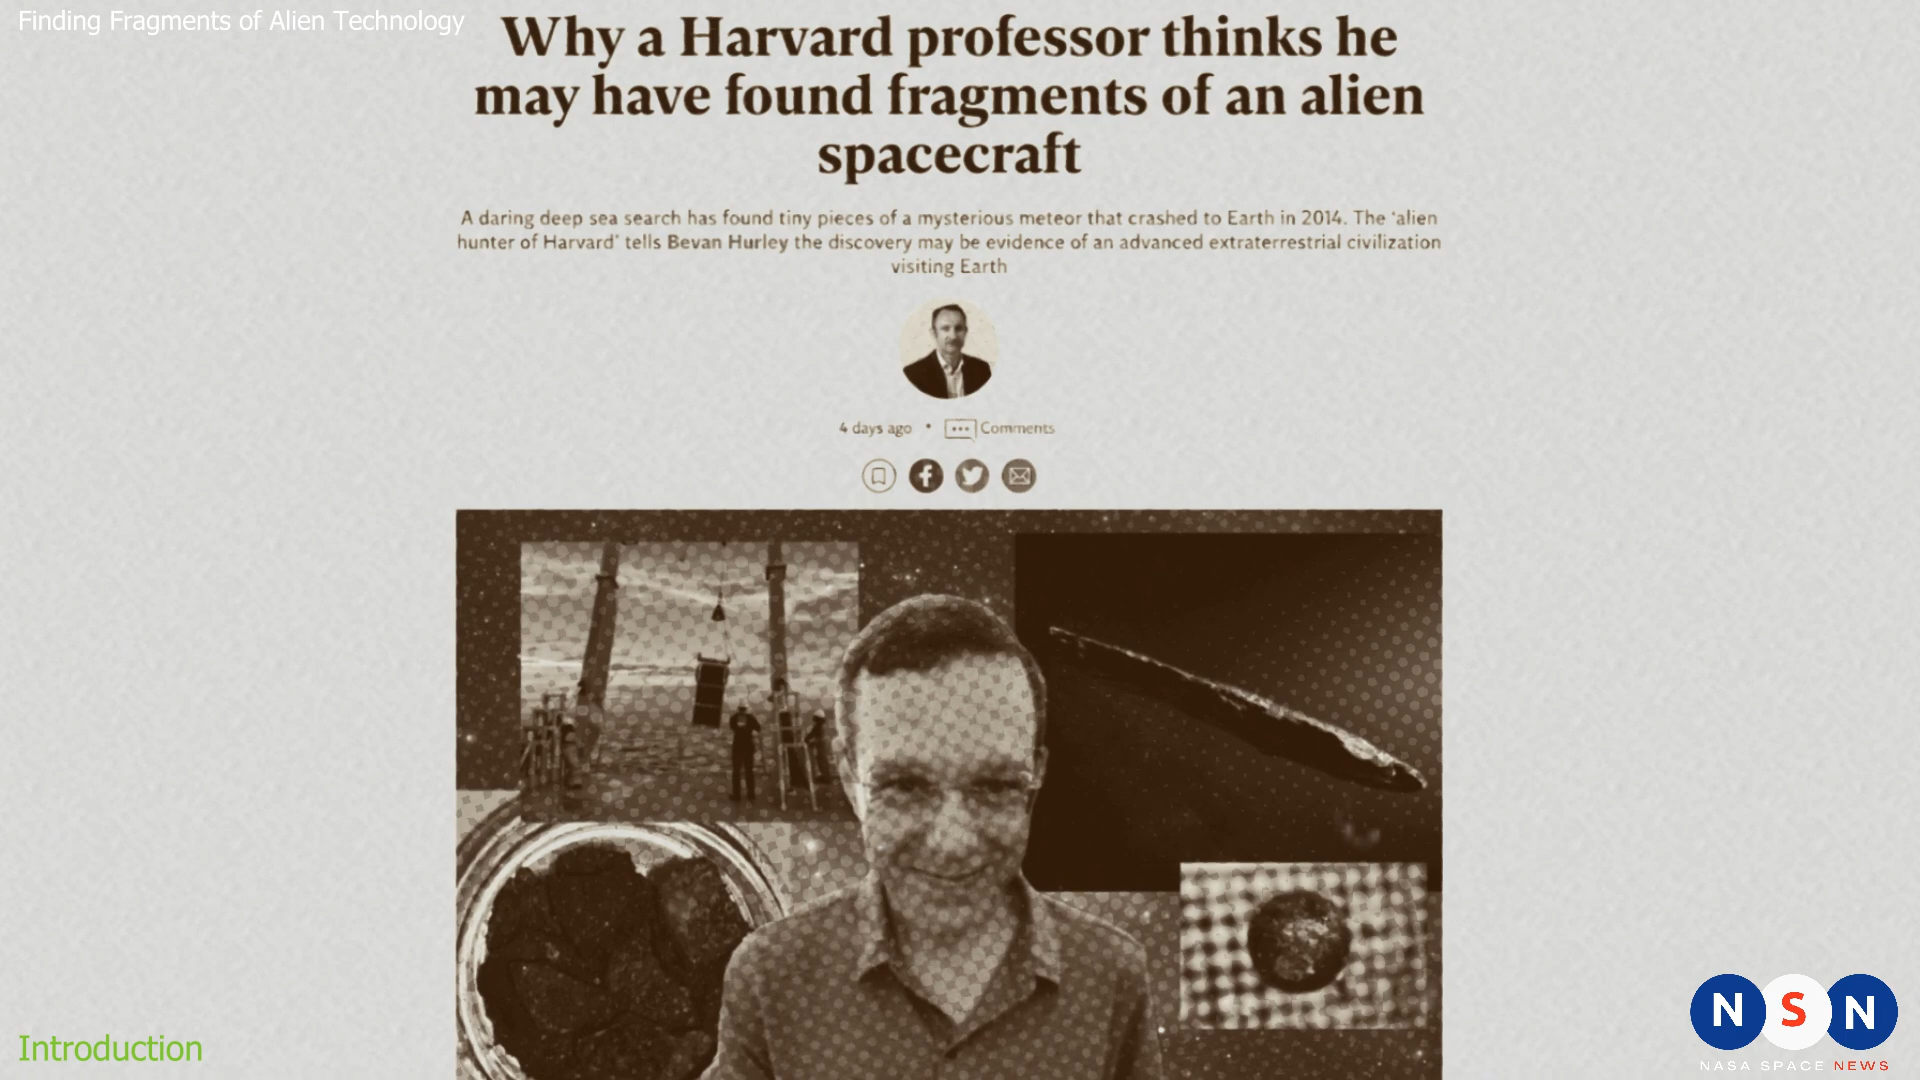 Finding Fragments of Alien Technology
Why a Harvard professor thinks he
may have found fragments of an alien
spacecraft
A daring deep sea search has found tiny pieces of a mysterious meteor that crashed to Earth in 2014. The ‘alien
hunter of Harvard’ tells Bevan Hurley the discovery may be evidence of an advanced extraterrestrial civilization
visiting Earth
4 days ago • Comments
Introduction
NSN
NASA SPACE NEWS